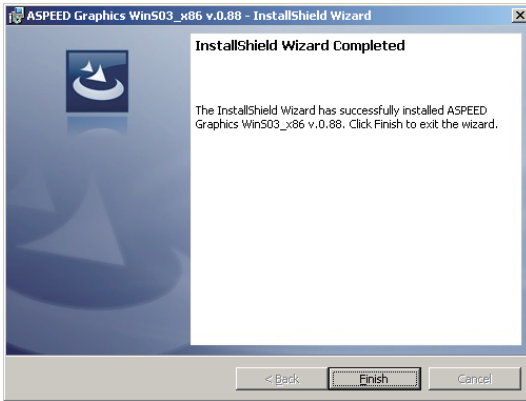 ASPEED Graphics WinS03_x86 v.0.88 - InstallShield Wizard
InstallShield Wizard Completed
The InstallShield Wizard has successfully installed ASPEED
Graphics WinS03_x86 v.0.88. Click Finish to exit the wizard.
< Back
Finish
Cancel